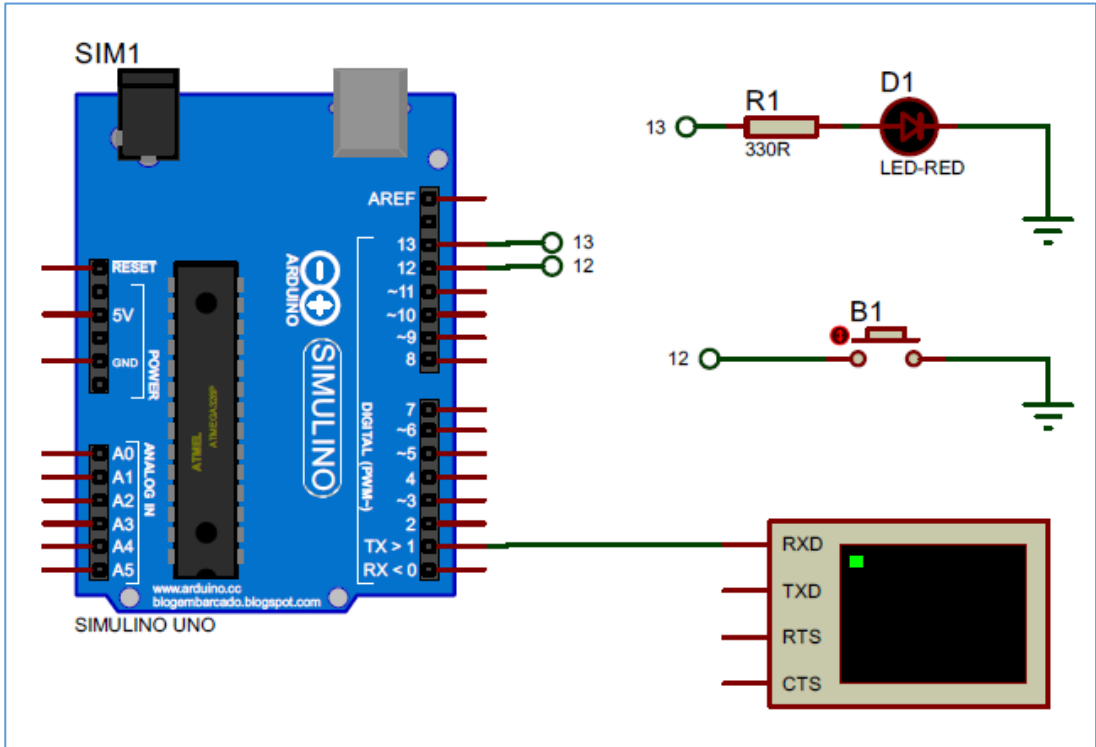 SIM1
AREF
13
12
~11
~10
~9
8
7
~6
~5
4
~3
2
TX > 1
RX < 0
DIGITAL (PWM~)
RESET
5V
GND
POWER
A0
A1
A2
A3
A4
A5
ANALOG IN
ATMEL
ATMEGA328P
ARDUINO
SIMULINO
www.arduino.cc
blogembarcado.blogspot.com
SIMULINO UNO
13
12
13
R1
330R
D1
LED-RED
12
B1
RXD
TXD
RTS
CTS